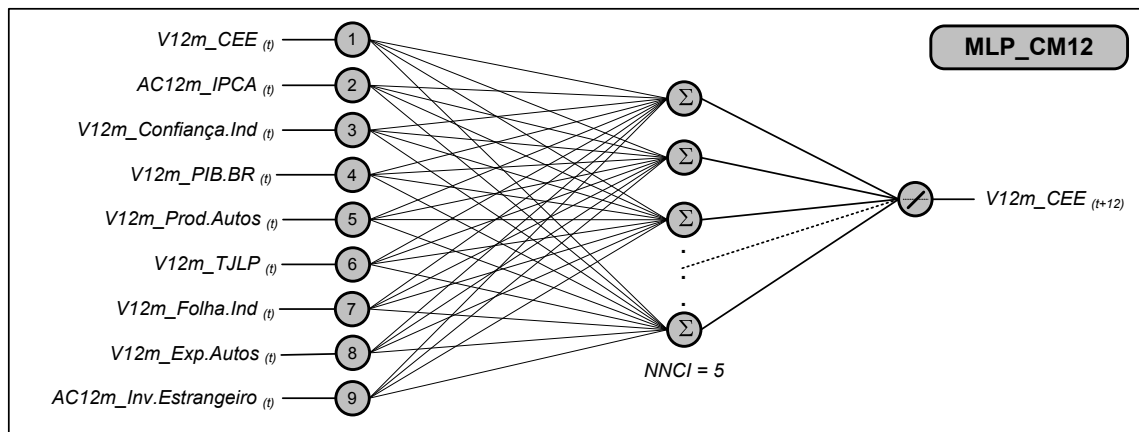 MLP_CM12
V12m_CEE (t)
1
AC12m_IPCA (t)
2
V12m_Confiança.Ind (t)
3
V12m_PIB.BR (t)
4
V12m_Prod.Autos (t)
5
V12m_TJLP (t)
6
V12m_Folha.Ind (t)
7
V12m_Exp.Autos (t)
8
AC12m_Inv.Estrangeiro (t)
9
Σ
Σ
Σ
Σ
NNCI = 5
V12m_CEE (t+12)